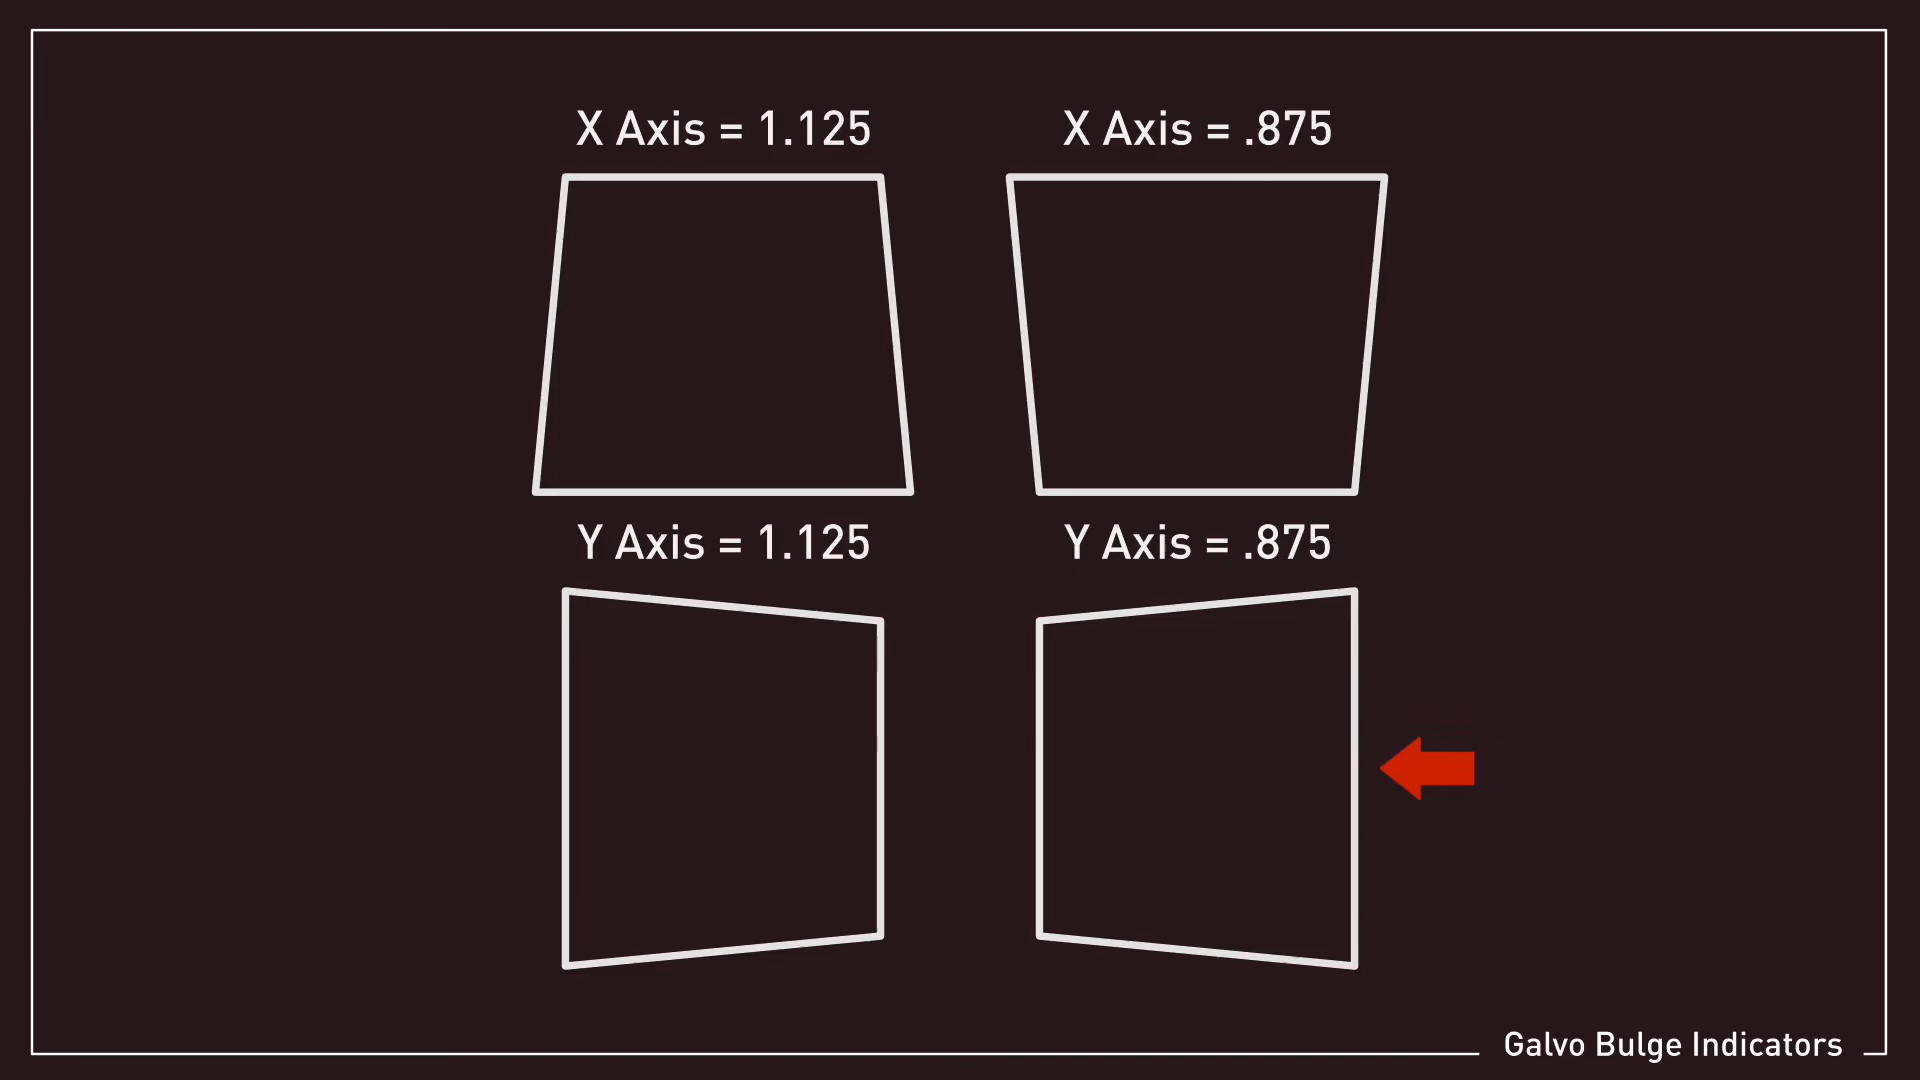 X Axis = 1.125
X Axis = .875
Y Axis = 1.125
Y Axis = .875
Galvo Bulge Indicators